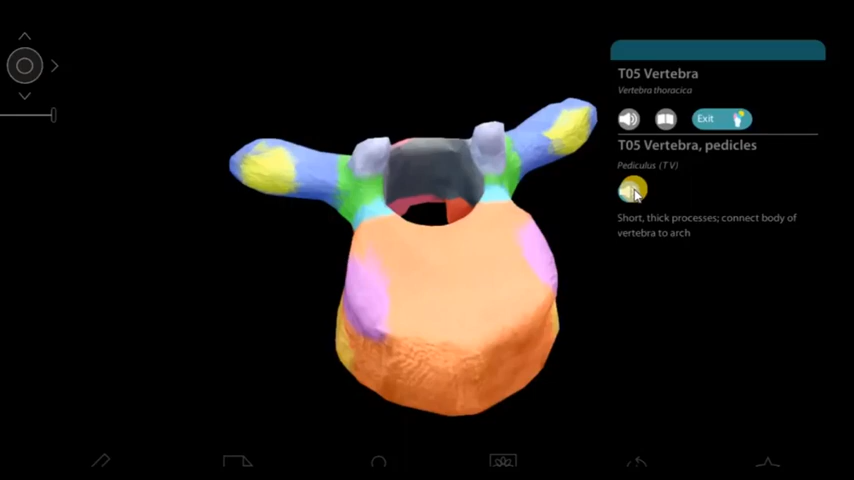 T05 Vertebra
Vertebra thoracica
Exit
T05 Vertebra, pedicles
Pediculus (T V)
Short, thick processes; connect body of
vertebra to arch